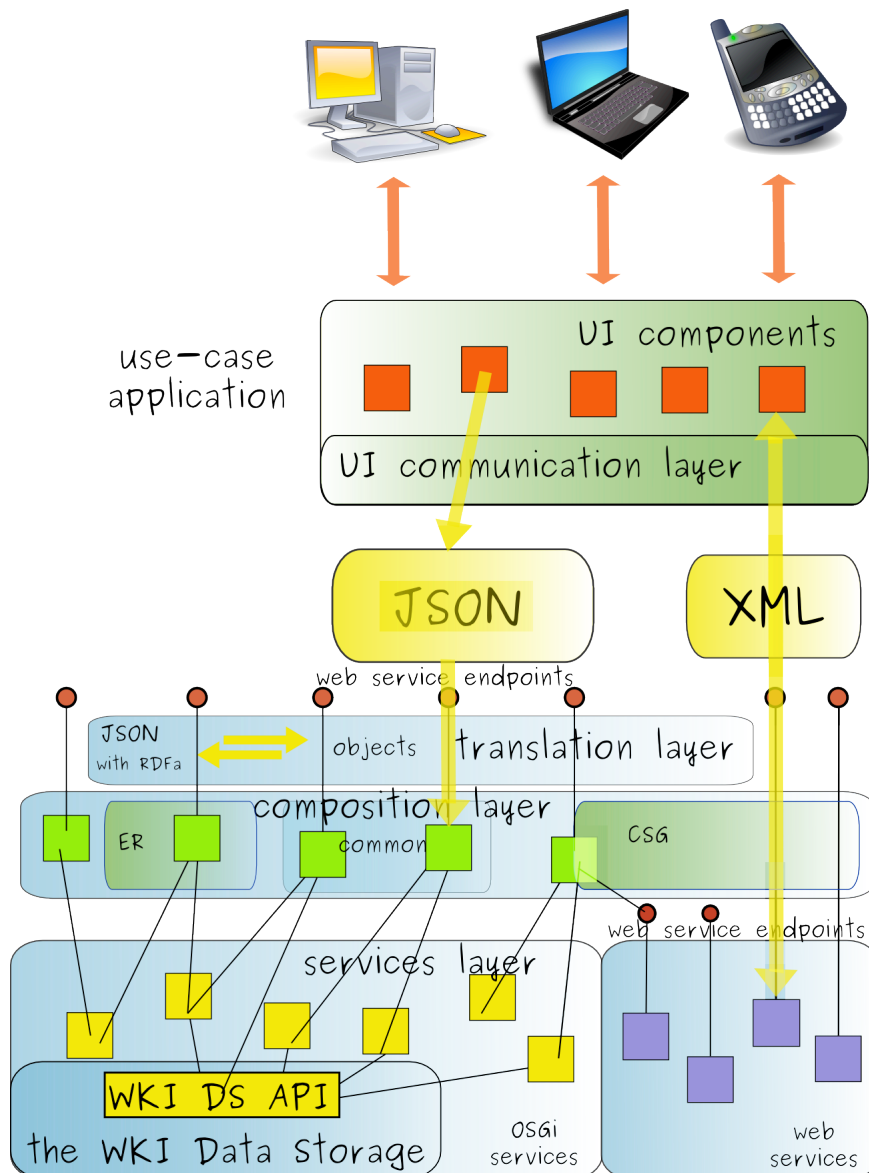 UI components
use-case
application
UI communication layer
JSON
XML
web service endpoints
JSON
with RDFa
objects
translation layer
composition layer
ER
common
CSG
web service endpoints
services layer
WKI DS API
the WKI Data Storage
OSGi
services
web
services